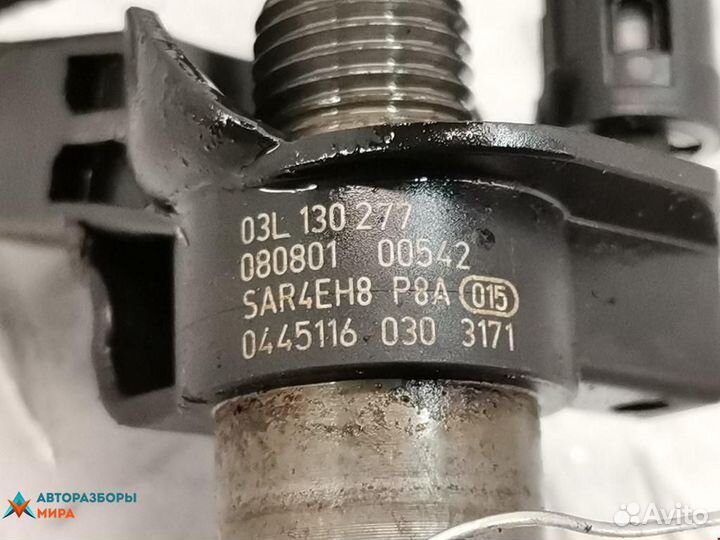 03L 130 277
080801 00542
SAR4EH8 P8A 015
0445116 030 3171
АВТОРАЗБОРЫ
МИРА
Avito